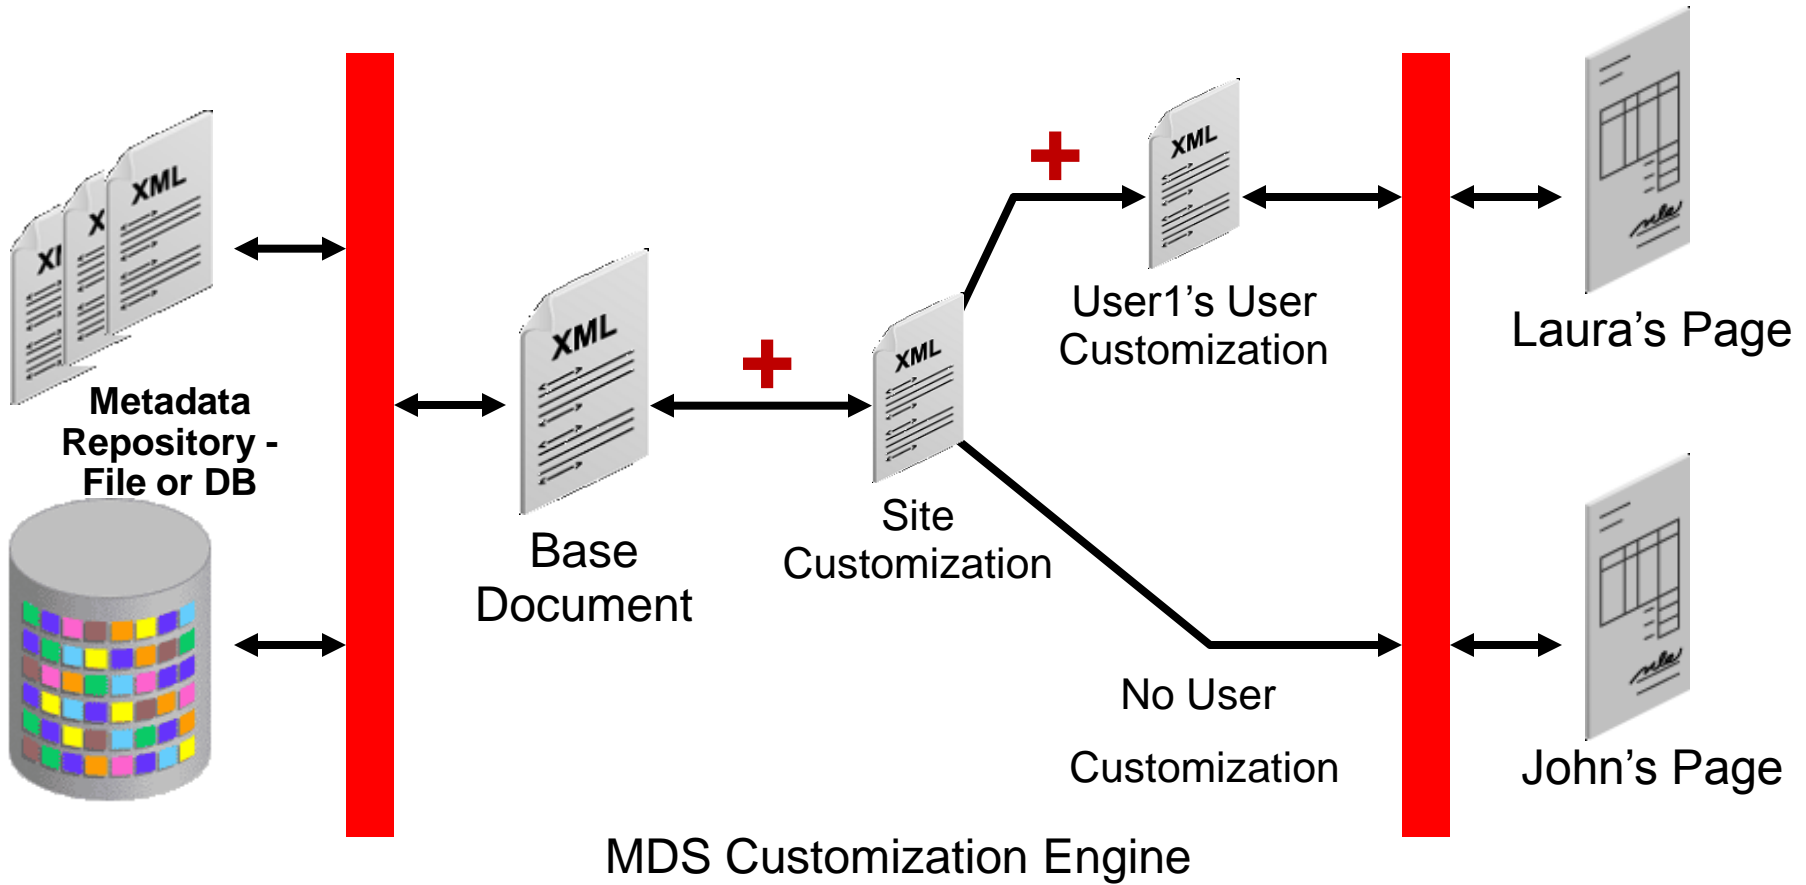 XML
X
XI
Metadata
Repository -
File or DB
XML
Base
Document
XML
Site
Customization
XML
User1's User
Customization
No User
Customization
Laura's Page
John's Page
MDS Customization Engine